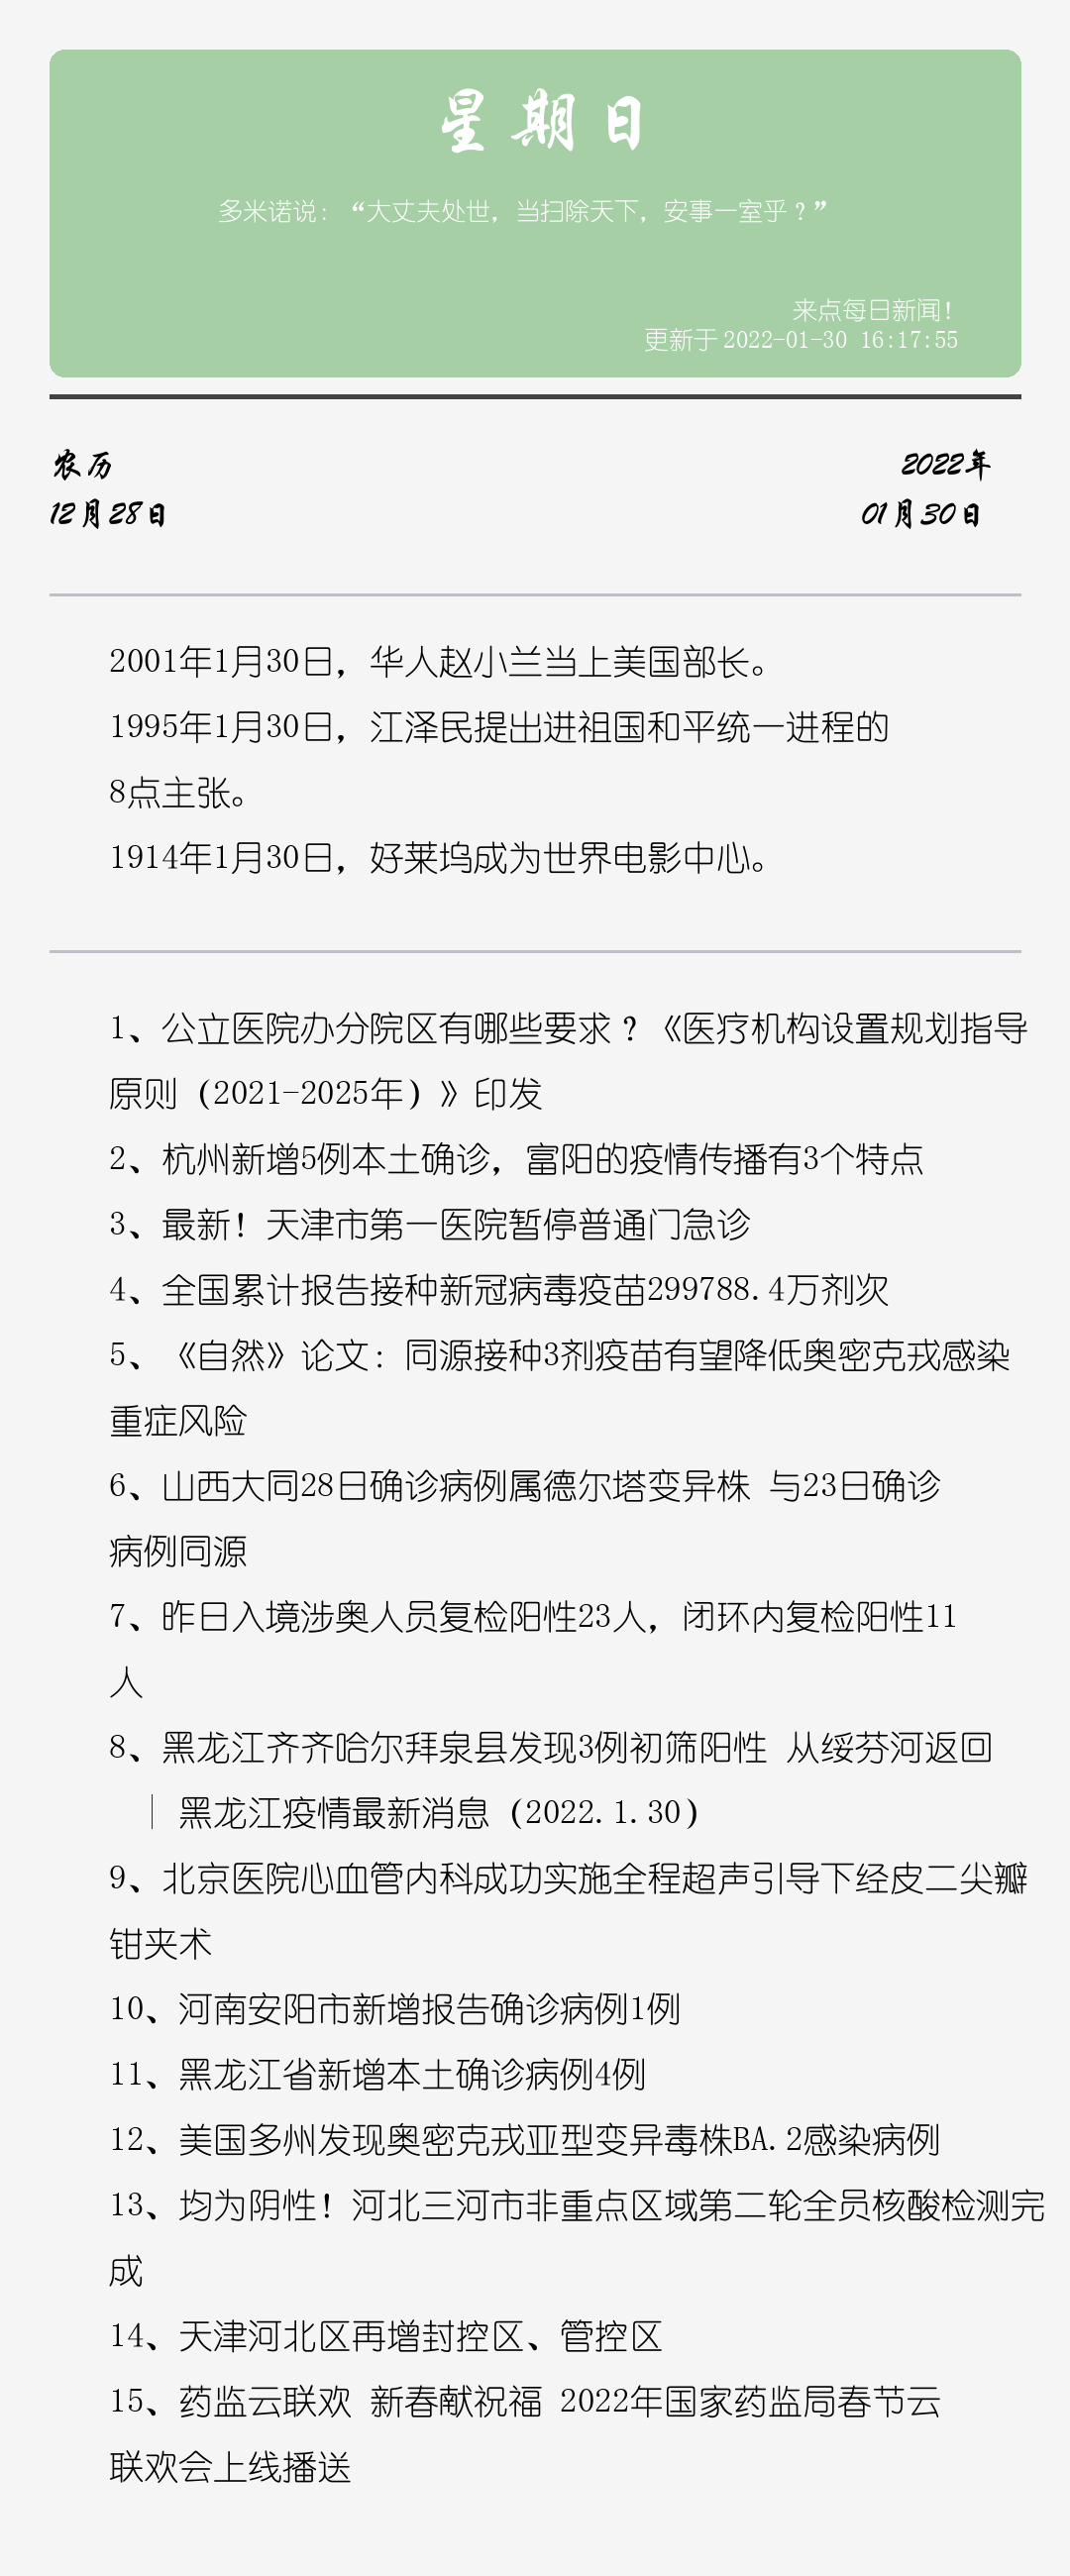 星期日
多米诺说：“大丈夫处世，当扫除天下，安事一室乎？”
来点每日新闻！
更新于2022-01-30 16:17:55
农历
2022年
12月28日
01月30日
2001年1月30日，华人赵小兰当上美国部长。
1995年1月30日，江泽民提出进祖国和平统一进程的
8点主张。
1914年1月30日，好莱坞成为世界电影中心。
1、公立医院办分院区有哪些要求？《医疗机构设置规划指导
原则（2021-2025年）》印发
2、杭州新增5例本土确诊，富阳的疫情传播有3个特点
3、最新！天津市第一医院暂停普通门急诊
4、全国累计报告接种新冠病毒疫苗299788.4万剂次
5、《自然》论文：同源接种3剂疫苗有望降低奥密克戎感染
重症风险
6、山西大同28日确诊病例属德尔塔变异株 与23日确诊
病例同源
7、昨日入境涉奥人员复检阳性23人，闭环内复检阳性11
人
8、黑龙江齐齐哈尔拜泉县发现3例初筛阳性 从绥芬河返回
｜黑龙江疫情最新消息（2022.1.30）
9、北京医院心血管内科成功实施全程超声引导下经皮二尖瓣
钳夹术
10、河南安阳市新增报告确诊病例1例
11、黑龙江省新增本土确诊病例4例
12、美国多州发现奥密克戎亚型变异毒株BA.2感染病例
13、均为阴性！河北三河市非重点区域第二轮全员核酸检测完
成
14、天津河北区再增封控区、管控区
15、药监云联欢 新春献祝福 2022年国家药监局春节云
联欢会上线播送